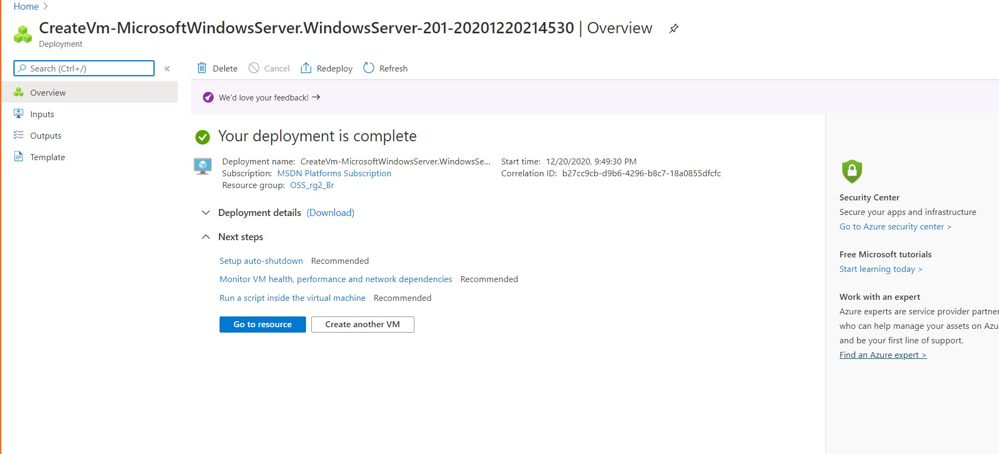 Home
CreateVm-MicrosoftWindowsServer.WindowsServer-201-20201220214530 | Overview
Deployment
Search (Ctrl+/)
«
Delete
Cancel
Redeploy
Refresh
Overview
Inputs
Outputs
Template
We'd love your feedback! →
Your deployment is complete
Deployment name: CreateVm-MicrosoftWindowsServer.WindowsSe...
Subscription: MSDN Platforms Subscription
Resource group: OSS_rg2_Br
Start time: 12/20/2020, 9:49:30 PM
Correlation ID: b27cc9cb-d9b6-4296-b8c7-18a0855dfcfc
Deployment details (Download)
Next steps
Setup auto-shutdown Recommended
Monitor VM health, performance and network dependencies Recommended
Run a script inside the virtual machine Recommended
Go to resource
Create another VM
Security Center
Secure your apps and infrastructure
Go to Azure security center >
Free Microsoft tutorials
Start learning today >
Work with an expert
Azure experts are service provider partner
who can help manage your assets on Azu
and be your first line of support.
Find an Azure expert >